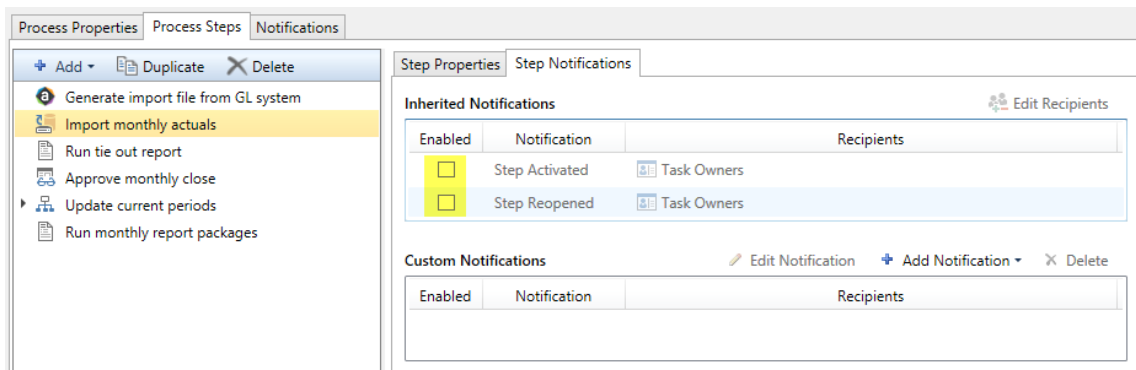 Process Properties Process Steps Notifications
Add Duplicate Delete
Generate import file from GL system
Import monthly actuals
Run tie out report
Approve monthly close
Update current periods
Run monthly report packages
Step Properties Step Notifications
Inherited Notifications Edit Recipients
Enabled Notification Recipients
Step Activated Task Owners
Step Reopened Task Owners
Custom Notifications Edit Notification Add Notification Delete
Enabled Notification Recipients